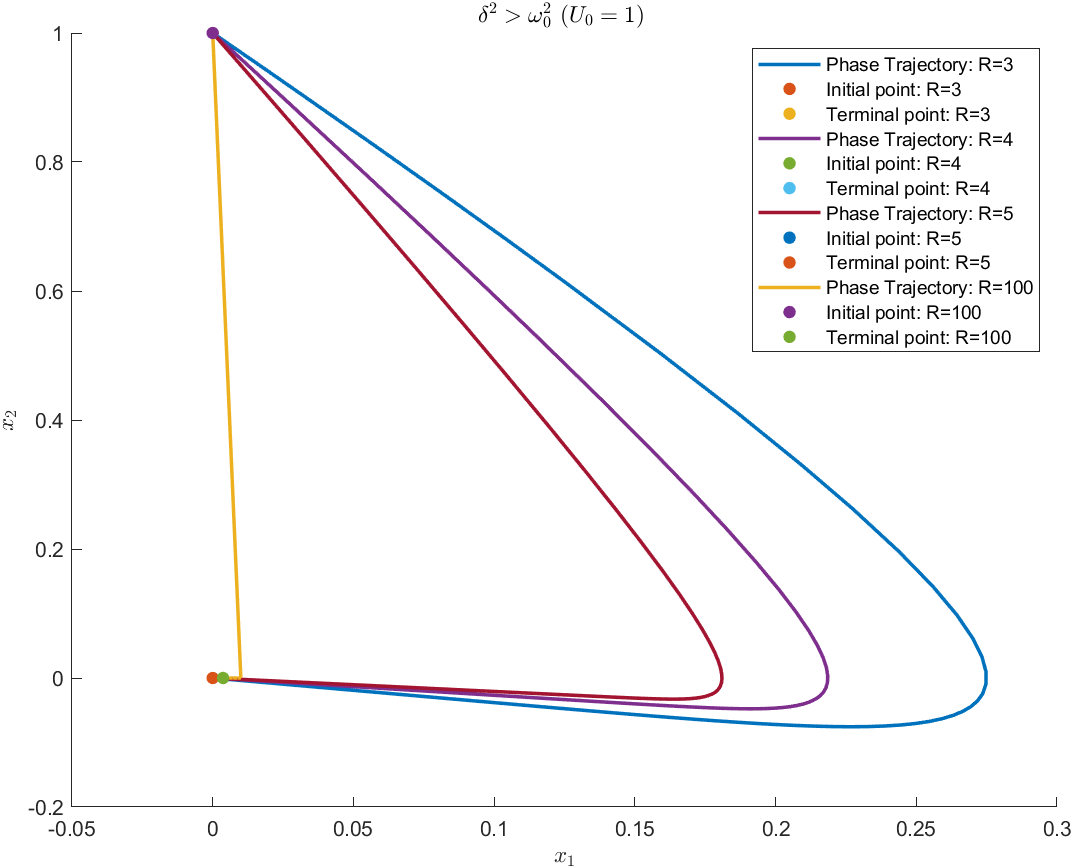 δ² > ω₀² (U₀ = 1)
Phase Trajectory: R=3
Initial point: R=3
Terminal point: R=3
Phase Trajectory: R=4
Initial point: R=4
Terminal point: R=4
Phase Trajectory: R=5
Initial point: R=5
Terminal point: R=5
Phase Trajectory: R=100
Initial point: R=100
Terminal point: R=100
1
0.8
0.6
0.4
0.2
0
-0.2
x₂
-0.05
0
0.05
0.1
0.15
0.2
0.25
0.3
x₁